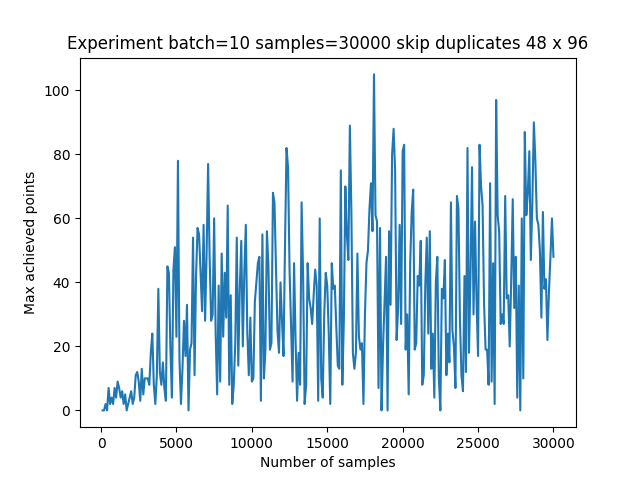 Experiment batch=10 samples=30000 skip duplicates 48 x 96
100
80
60
40
20
0
Max achieved points
0 5000 10000 15000 20000 25000 30000
Number of samples